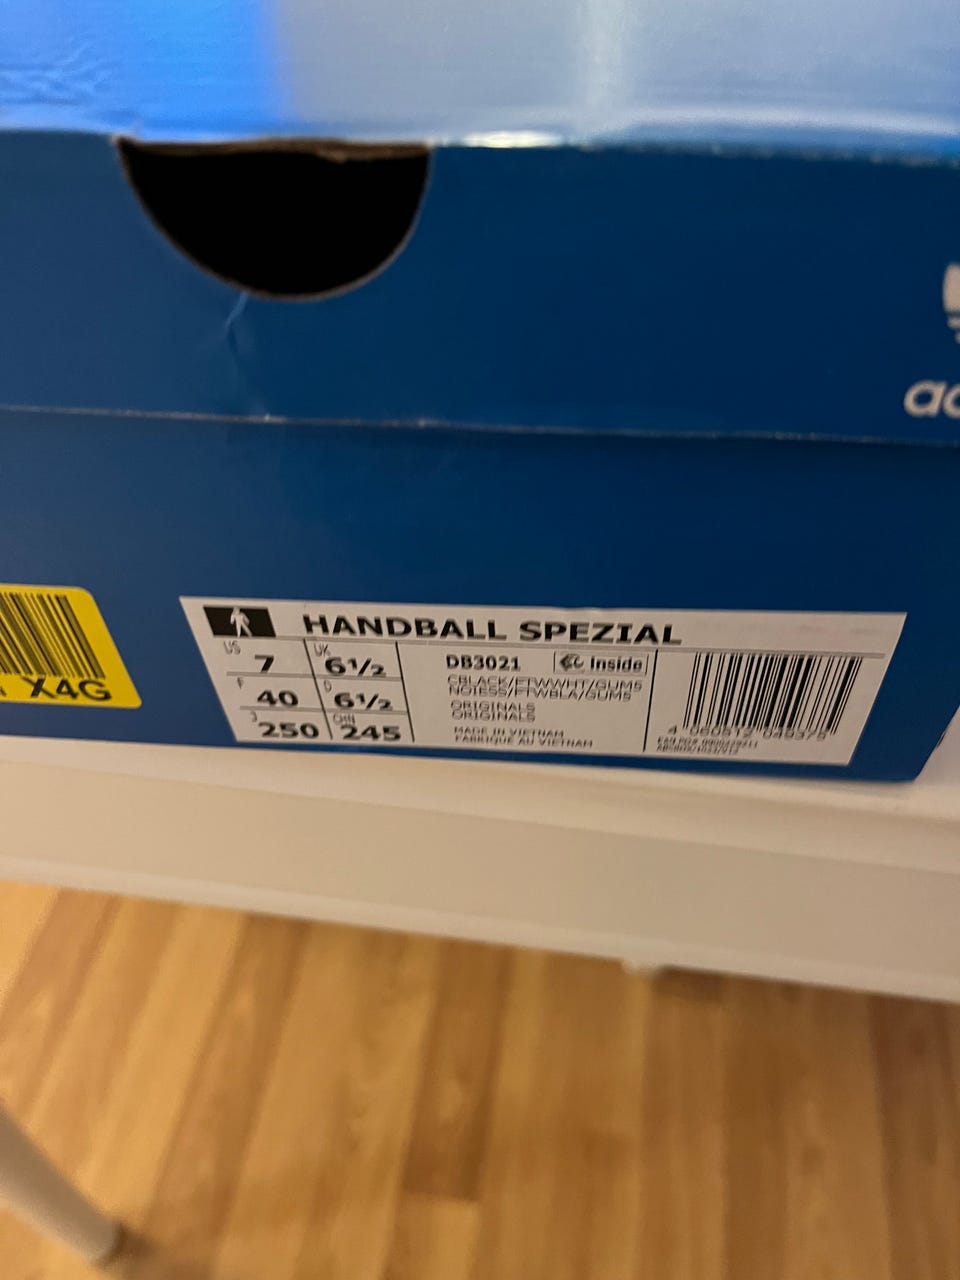 X4G
HANDBALL SPEZIAL
US 7 UK 6½
F 40 D 6½
J 250 CHN 245
DB3021 Inside
CBLACK/FTWWHT/GUM5
NOIESS/FTWBLA/GUM5
ORIGINALS
ORIGINALS
MADE IN VIETNAM
FABRIQUE AU VIETNAM